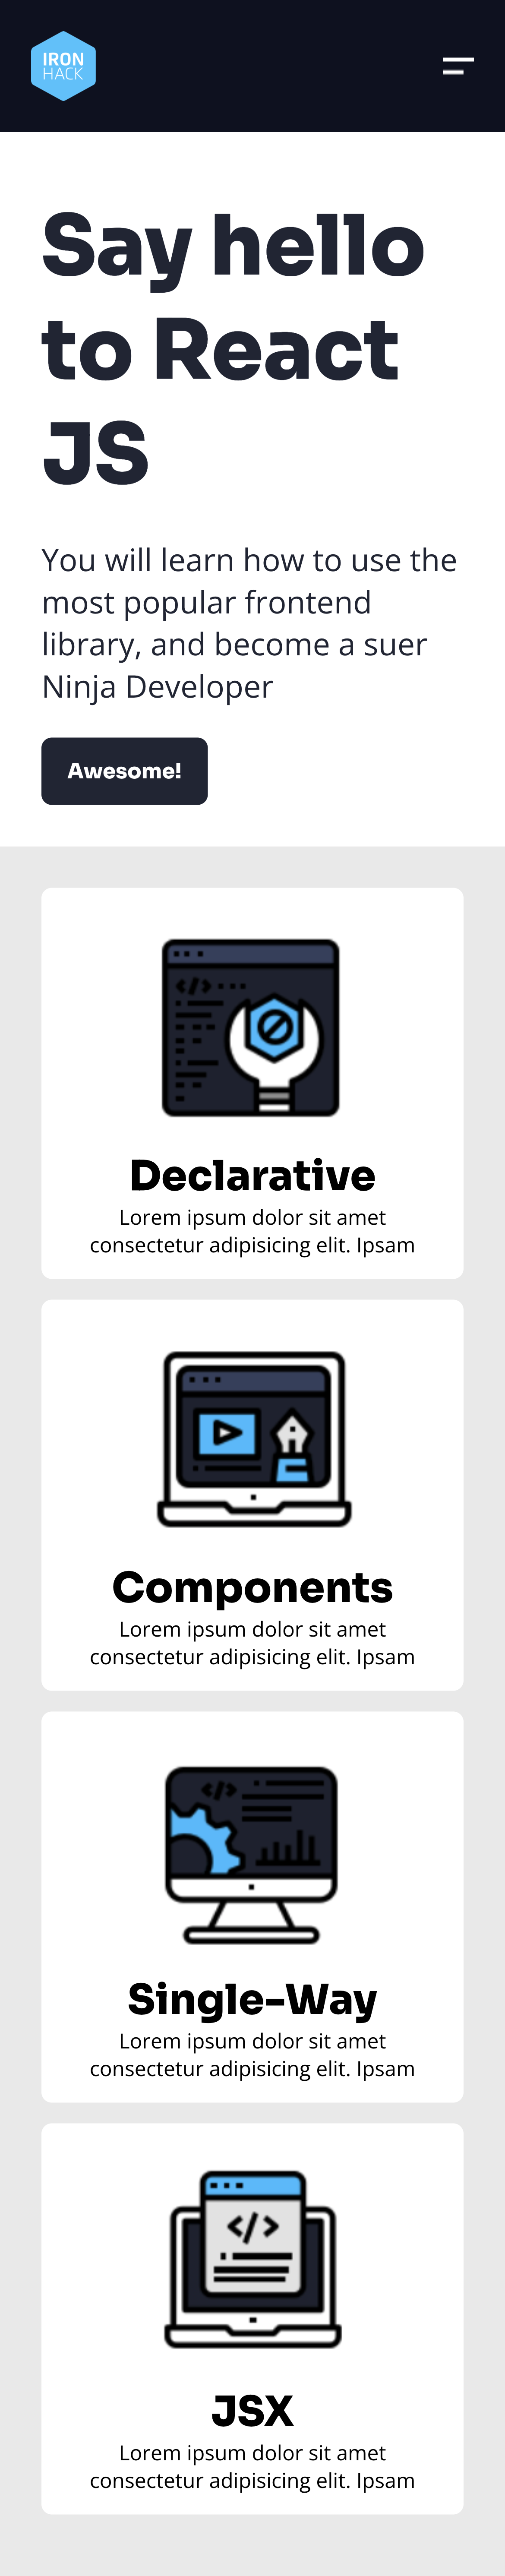 IRON
HACK
Say hello
to React
JS
You will learn how to use the
most popular frontend
library, and become a suer
Ninja Developer
Awesome!
</>
Declarative
Lorem ipsum dolor sit amet
consectetur adipisicing elit. Ipsam
Components
Lorem ipsum dolor sit amet
consectetur adipisicing elit. Ipsam
</>
Single-Way
Lorem ipsum dolor sit amet
consectetur adipisicing elit. Ipsam
</>
JSX
Lorem ipsum dolor sit amet
consectetur adipisicing elit. Ipsam